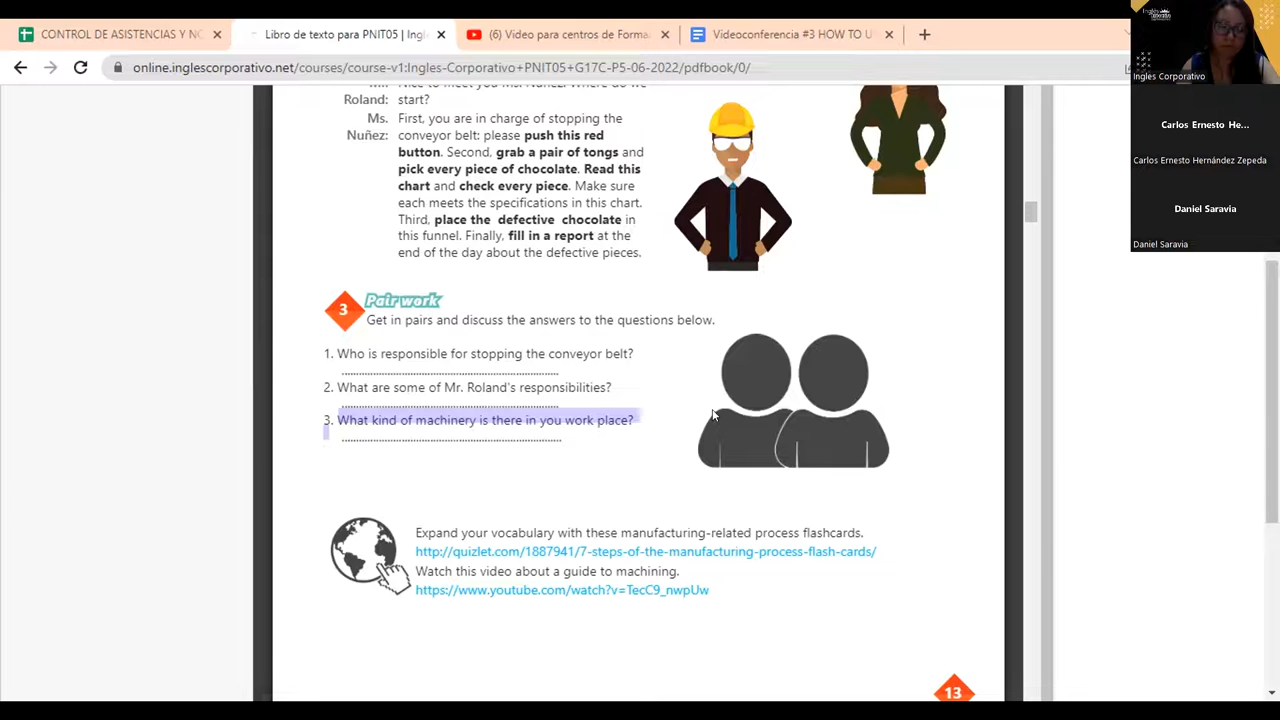 CONTROL DE ASISTENCIAS Y NO
Libro de texto para PNIT05 | Ingl
(6) Video para centros de Forma
Videoconferencia #3 HOW TO U
online.inglescorporativo.net/courses/course-v1:Ingles-Corporativo+PNIT05+G17C-P5-06-2022/pdfbook/0/
Ingles Corporativo
Carlos Ernesto He...
Carlos Ernesto Hernández Zepeda
Daniel Saravia
Daniel Saravia
Roland: start?
Ms. First, you are in charge of stopping the
Nuñez: conveyor belt: please push this red
button. Second, grab a pair of tongs and
pick every piece of chocolate. Read this
chart and check every piece. Make sure
each meets the specifications in this chart.
Third, place the defective chocolate in
this funnel. Finally, fill in a report at the
end of the day about the defective pieces.
3 Pair work
Get in pairs and discuss the answers to the questions below.
1. Who is responsible for stopping the conveyor belt?
2. What are some of Mr. Roland's responsibilities?
3. What kind of machinery is there in you work place?
Expand your vocabulary with these manufacturing-related process flashcards.
http://quizlet.com/1887941/7-steps-of-the-manufacturing-process-flash-cards/
Watch this video about a guide to machining.
https://www.youtube.com/watch?v=TecC9_nwpUw
13